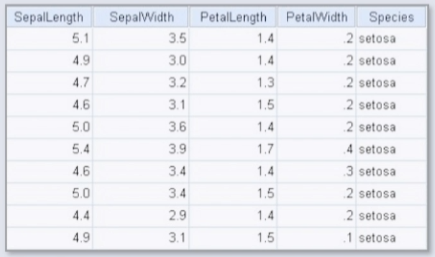 SepalLength SepalWidth PetalLength PetalWidth Species
5.1 3.5 1.4 .2 setosa
4.9 3.0 1.4 .2 setosa
4.7 3.2 1.3 .2 setosa
4.6 3.1 1.5 .2 setosa
5.0 3.6 1.4 .2 setosa
5.4 3.9 1.7 .4 setosa
4.6 3.4 1.4 .3 setosa
5.0 3.4 1.5 .2 setosa
4.4 2.9 1.4 .2 setosa
4.9 3.1 1.5 .1 setosa